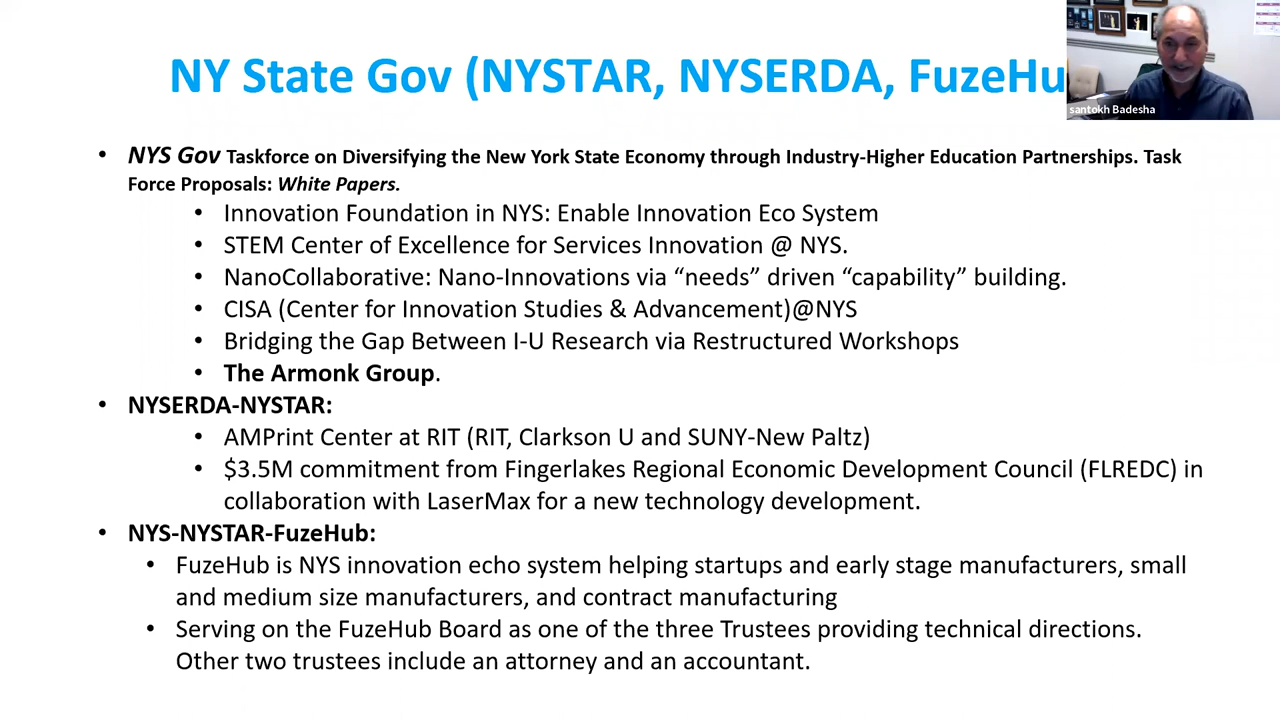 NY State Gov (NYSTAR, NYSERDA, FuzeHu
santokh Badesha
• NYS Gov Taskforce on Diversifying the New York State Economy through Industry-Higher Education Partnerships. Task
Force Proposals: White Papers.
• Innovation Foundation in NYS: Enable Innovation Eco System
• STEM Center of Excellence for Services Innovation @ NYS.
• NanoCollaborative: Nano-Innovations via “needs” driven “capability” building.
• CISA (Center for Innovation Studies & Advancement)@NYS
• Bridging the Gap Between I-U Research via Restructured Workshops
• The Armonk Group.
• NYSERDA-NYSTAR:
• AMPrint Center at RIT (RIT, Clarkson U and SUNY-New Paltz)
• $3.5M commitment from Fingerlakes Regional Economic Development Council (FLREDC) in
collaboration with LaserMax for a new technology development.
• NYS-NYSTAR-FuzeHub:
• FuzeHub is NYS innovation echo system helping startups and early stage manufacturers, small
and medium size manufacturers, and contract manufacturing
• Serving on the FuzeHub Board as one of the three Trustees providing technical directions.
Other two trustees include an attorney and an accountant.